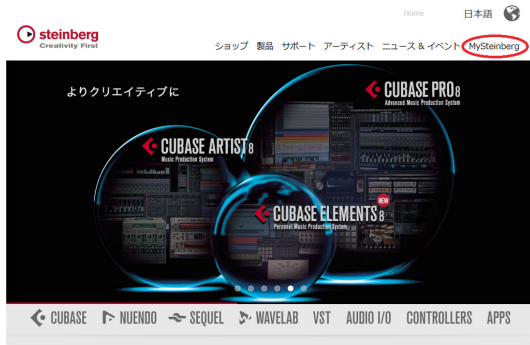 Home 日本語
steinberg
Creativity First
ショップ 製品 サポート アーティスト ニュース & イベント MySteinberg
よりクリエイティブに
CUBASE PRO 8
Advanced Music Production System
CUBASE ARTIST 8
Music Production System
NEW
CUBASE ELEMENTS 8
Personal Music Production System
CUBASE NUENDO SEQUEL WAVELAB VST AUDIO I/O CONTROLLERS APPS